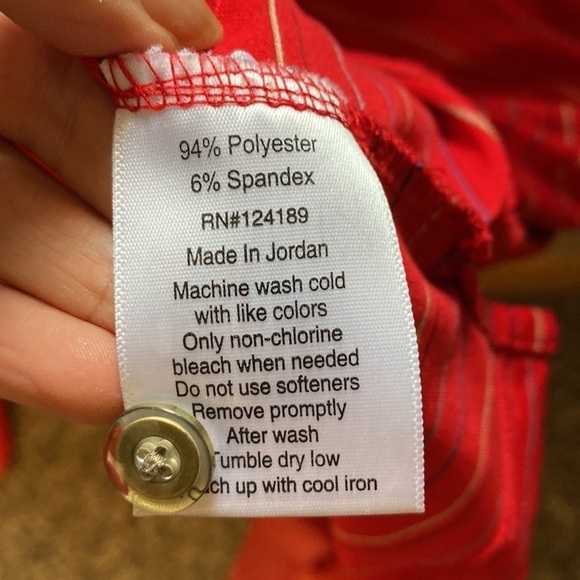 94% Polyester
6% Spandex
RN#124189
Made In Jordan
Machine wash cold
with like colors
Only non-chlorine
bleach when needed
Do not use softeners
Remove promptly
After wash
Tumble dry low
up with cool iron